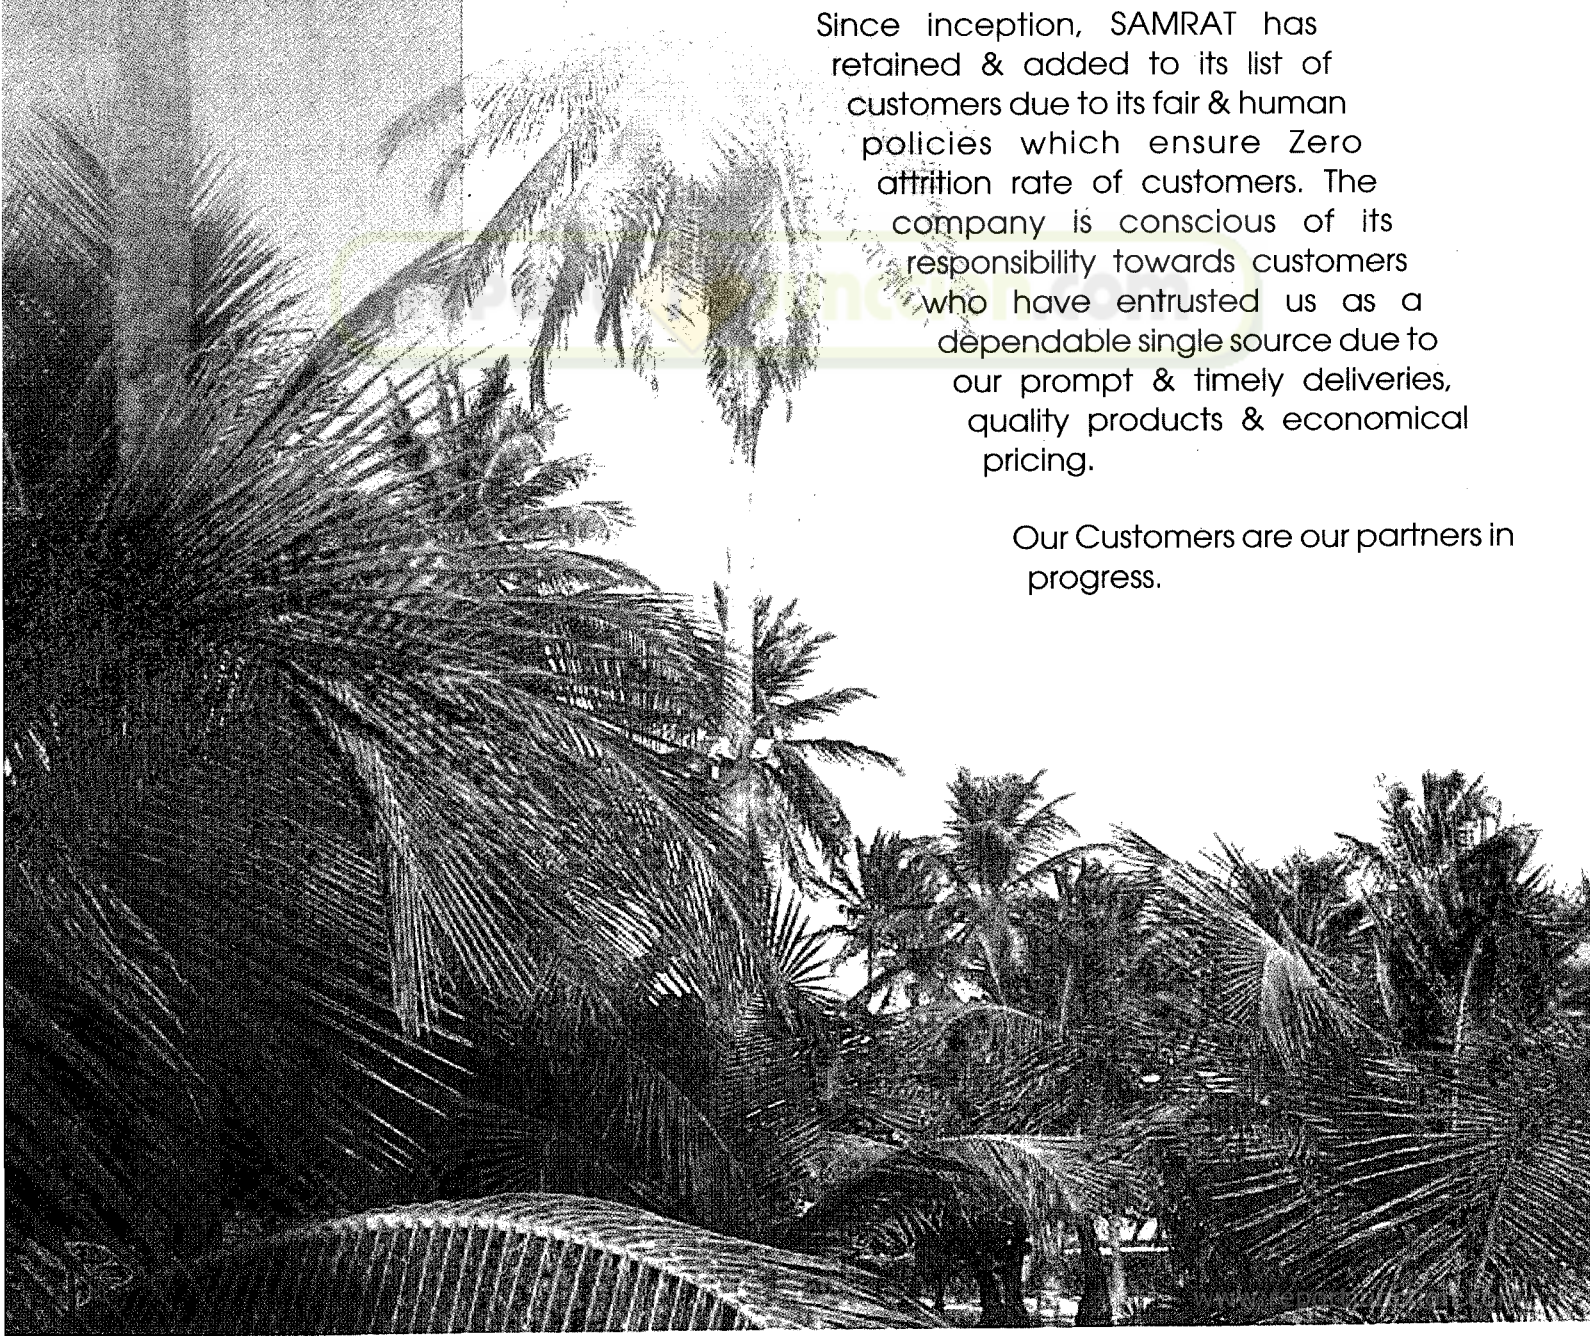 Since inception, SAMRAT has
retained & added to its list of
customers due to its fair & human
policies which ensure Zero
attrition rate of customers. The
company is conscious of its
responsibility towards customers
who have entrusted us as a
dependable single source due to
our prompt & timely deliveries,
quality products & economical
pricing.
Our Customers are our partners in
progress.